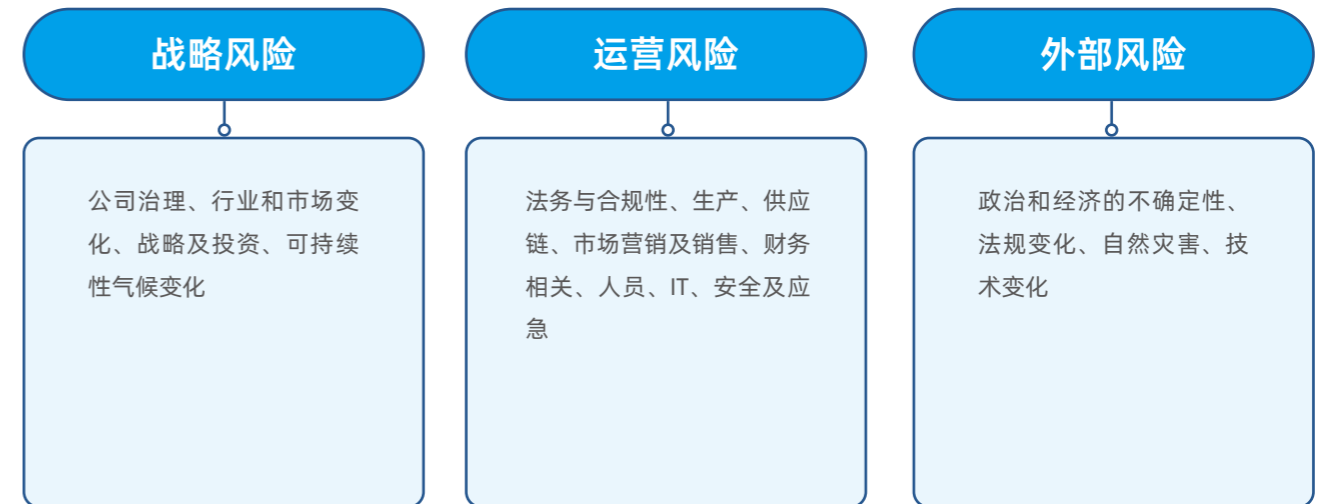 战略风险
公司治理、行业和市场变
化、战略及投资、可持续
性气候变化
运营风险
法务与合规性、生产、供应
链、市场营销及销售、财务
相关、人员、IT、安全及应
急
外部风险
政治和经济的不确定性、
法规变化、自然灾害、技
术变化